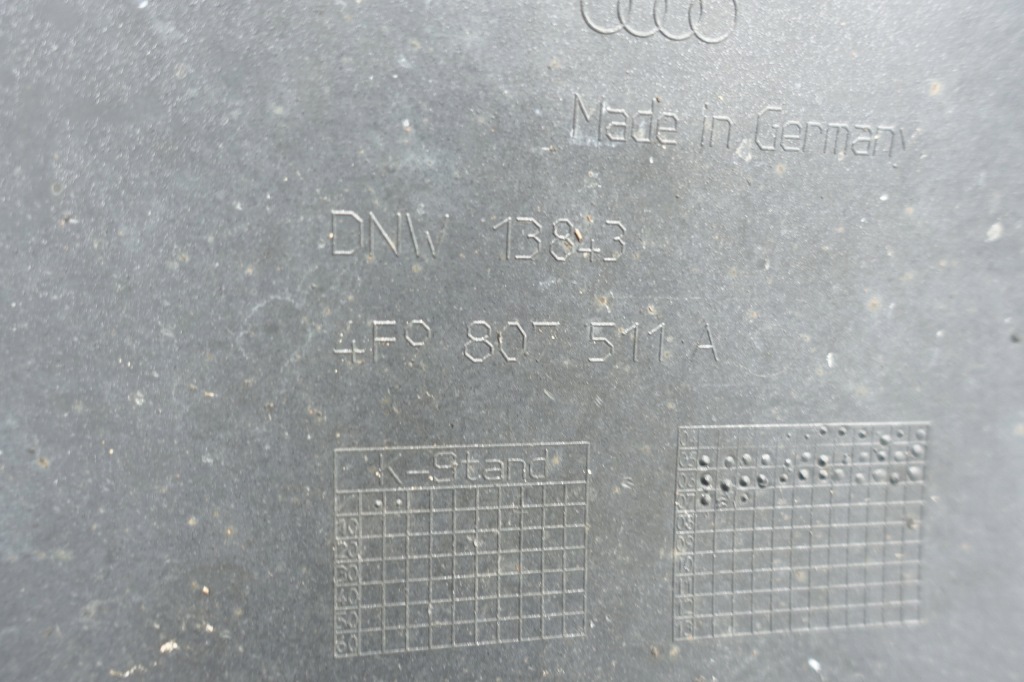 Made in Germany
DNW 13843
4F9 807 511 A
K-Stand